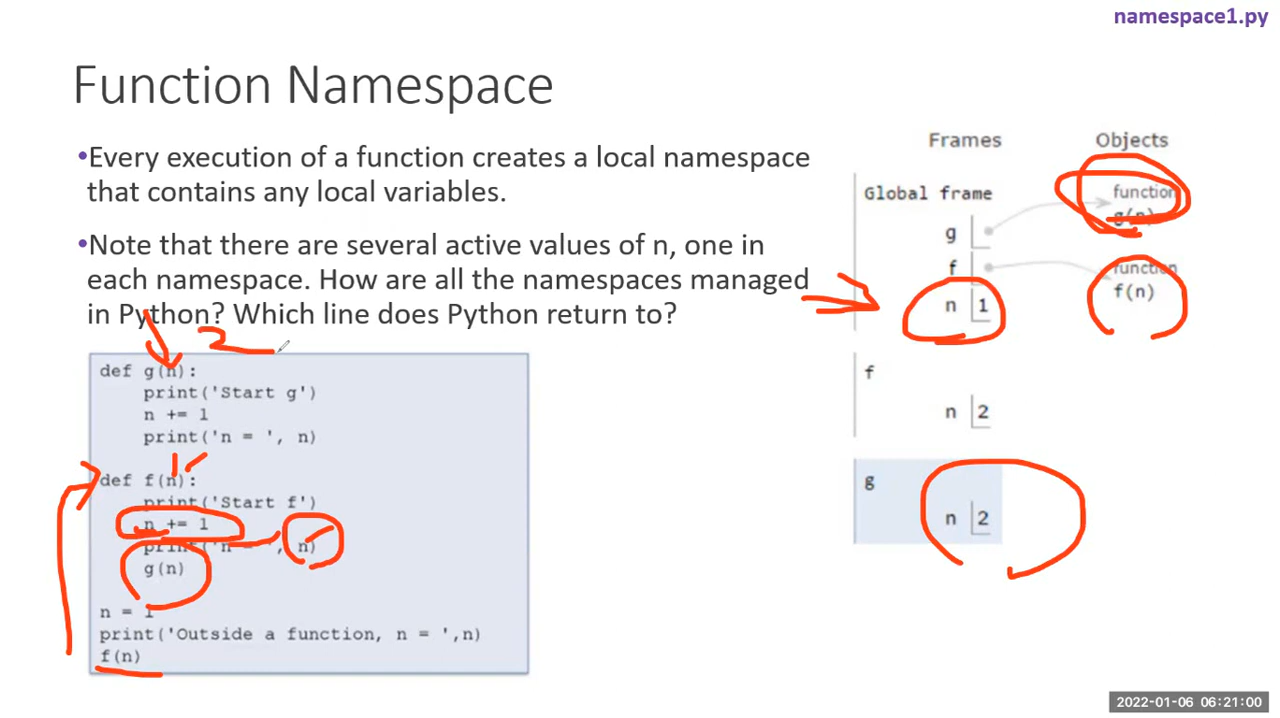 namespace1.py
Function Namespace
•Every execution of a function creates a local namespace
that contains any local variables.
•Note that there are several active values of n, one in
each namespace. How are all the namespaces managed
in Python? Which line does Python return to?
2
def g(n):
    print('Start g')
    n += 1
    print('n = ', n)
def f(n):
    print('Start f')
    n += 1
    print('n = ', n)
    g(n)
n = 1
print('Outside a function, n = ',n)
f(n)
Frames
Objects
Global frame
function
g(n)
g
f
function
f(n)
n 1
f
n 2
g
n 2
2022-01-06 06:21:00